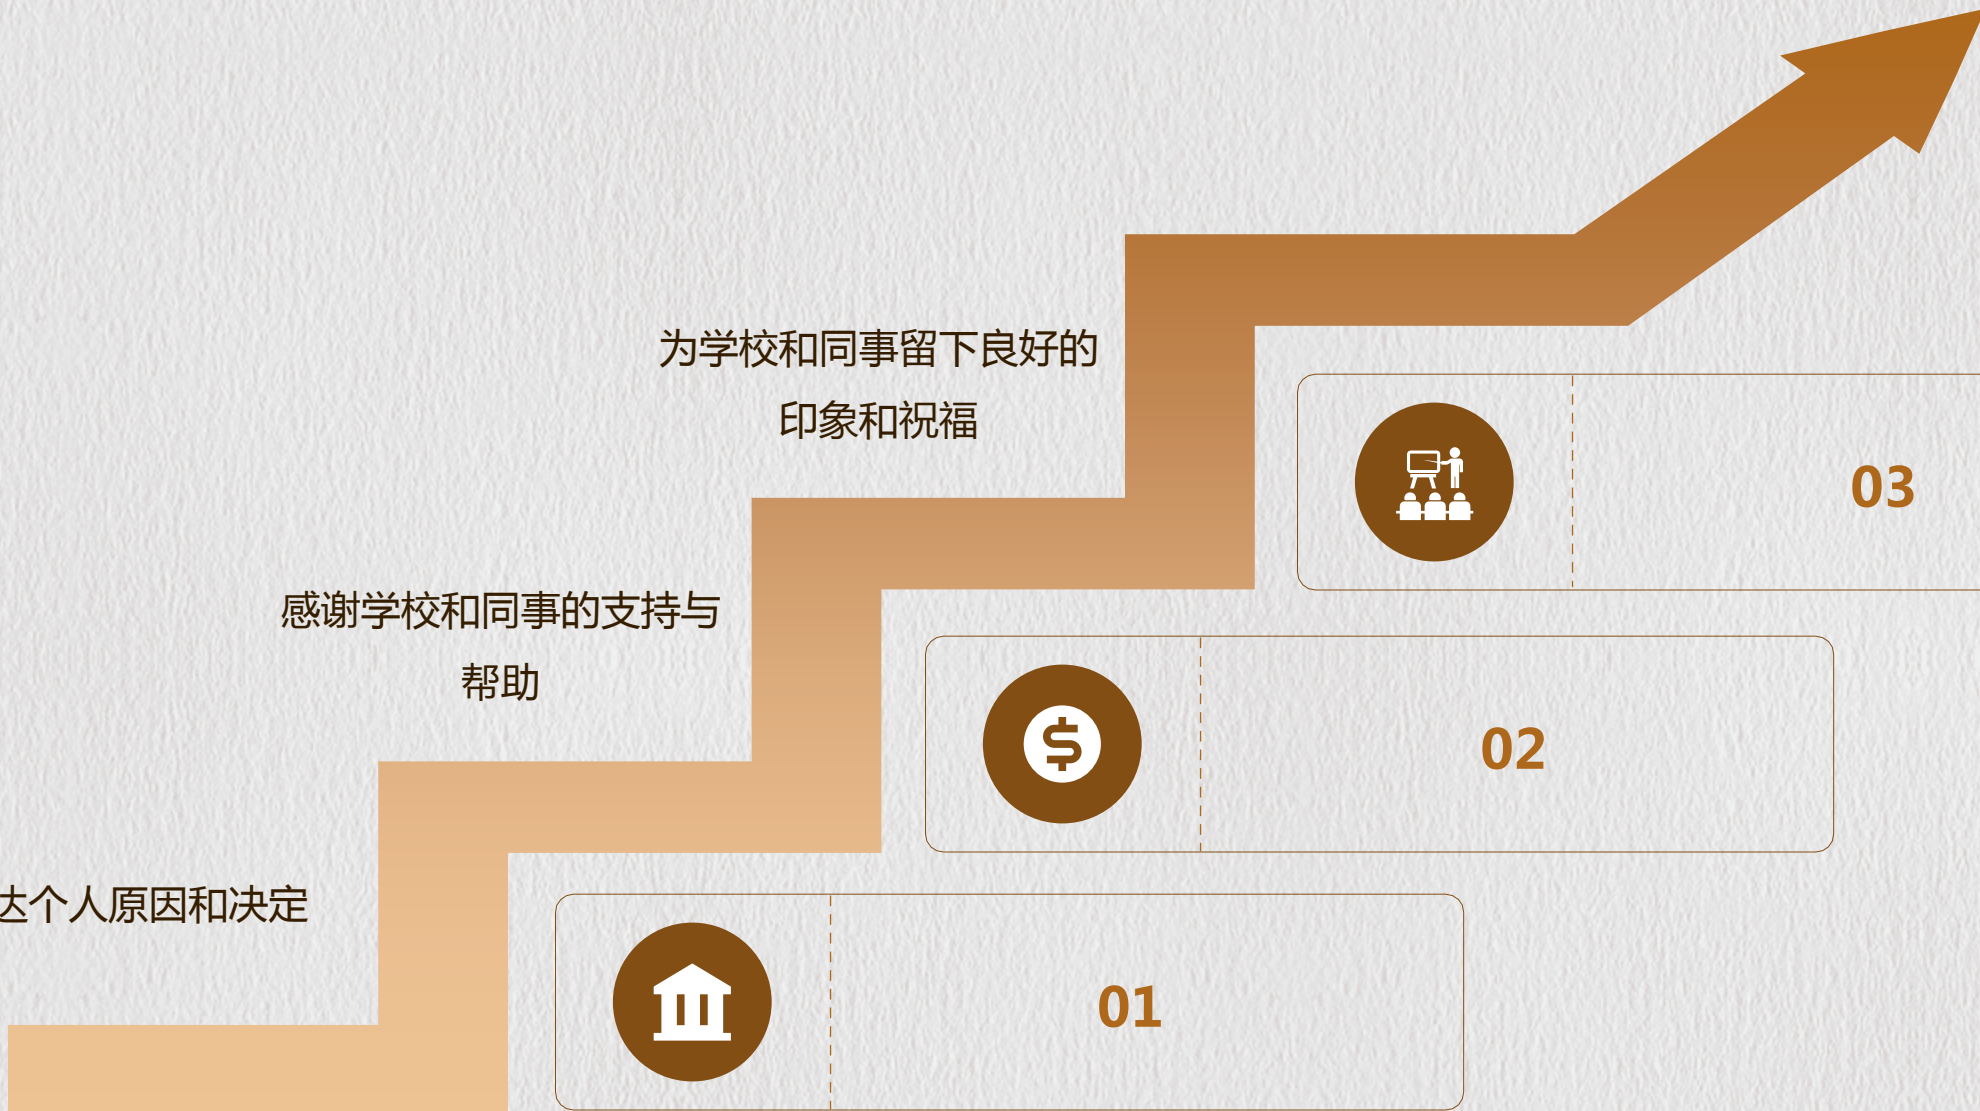 为学校和同事留下良好的
印象和祝福
03
感谢学校和同事的支持与
帮助
02
达个人原因和决定
01